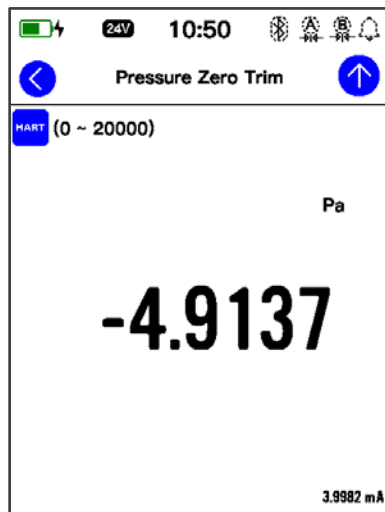 24V 10:50 A B
Pressure Zero Trim
HART (0 ~ 20000)
Pa
-4.9137
3.9982 mA